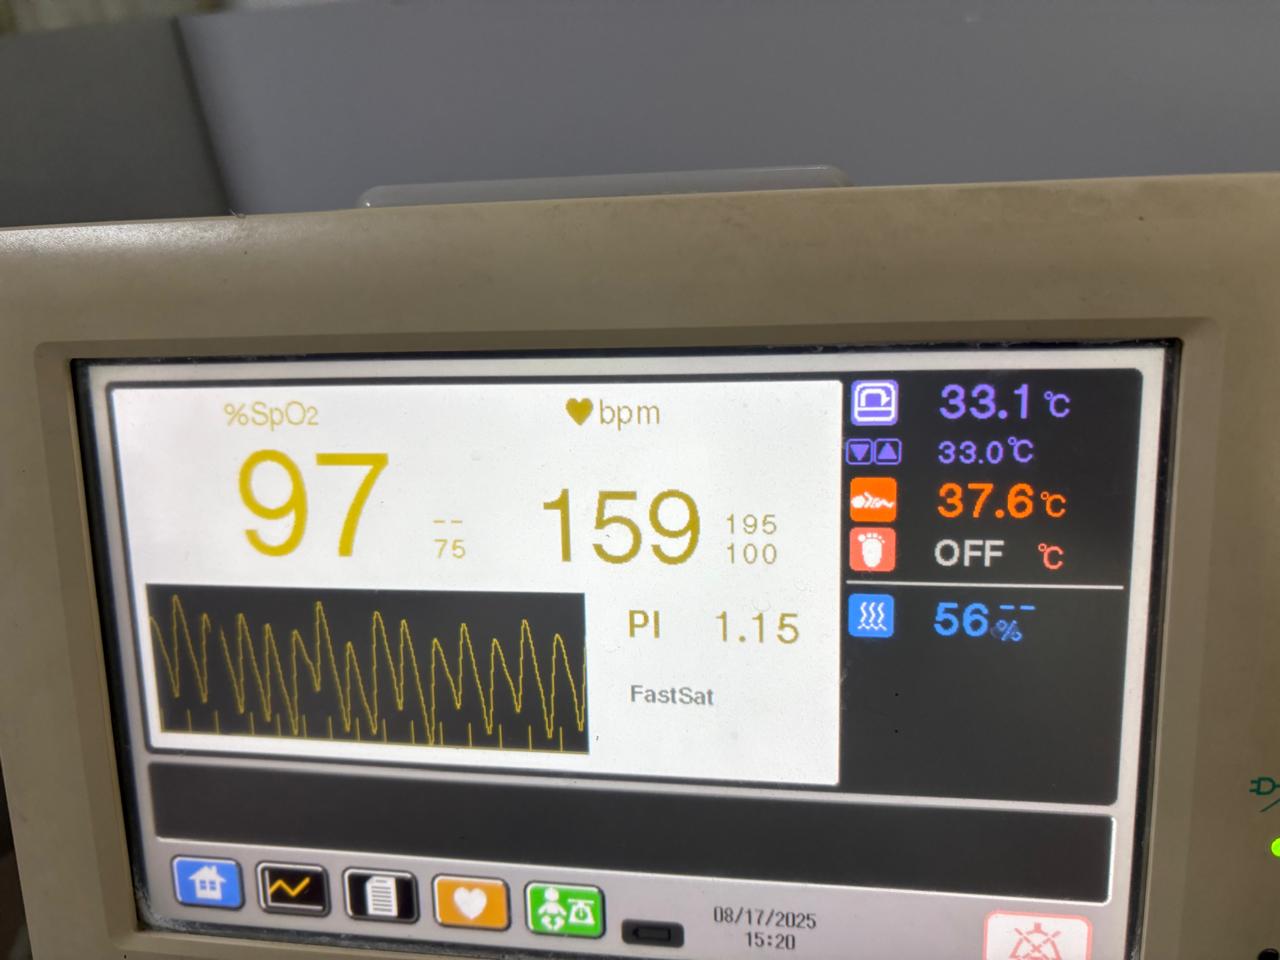 %SpO2
♥bpm
97
--
75
159
195
100
PI 1.15
FastSat
33.1 °C
33.0°C
37.6 °C
OFF °C
56 -- %
08/17/2025
15:20